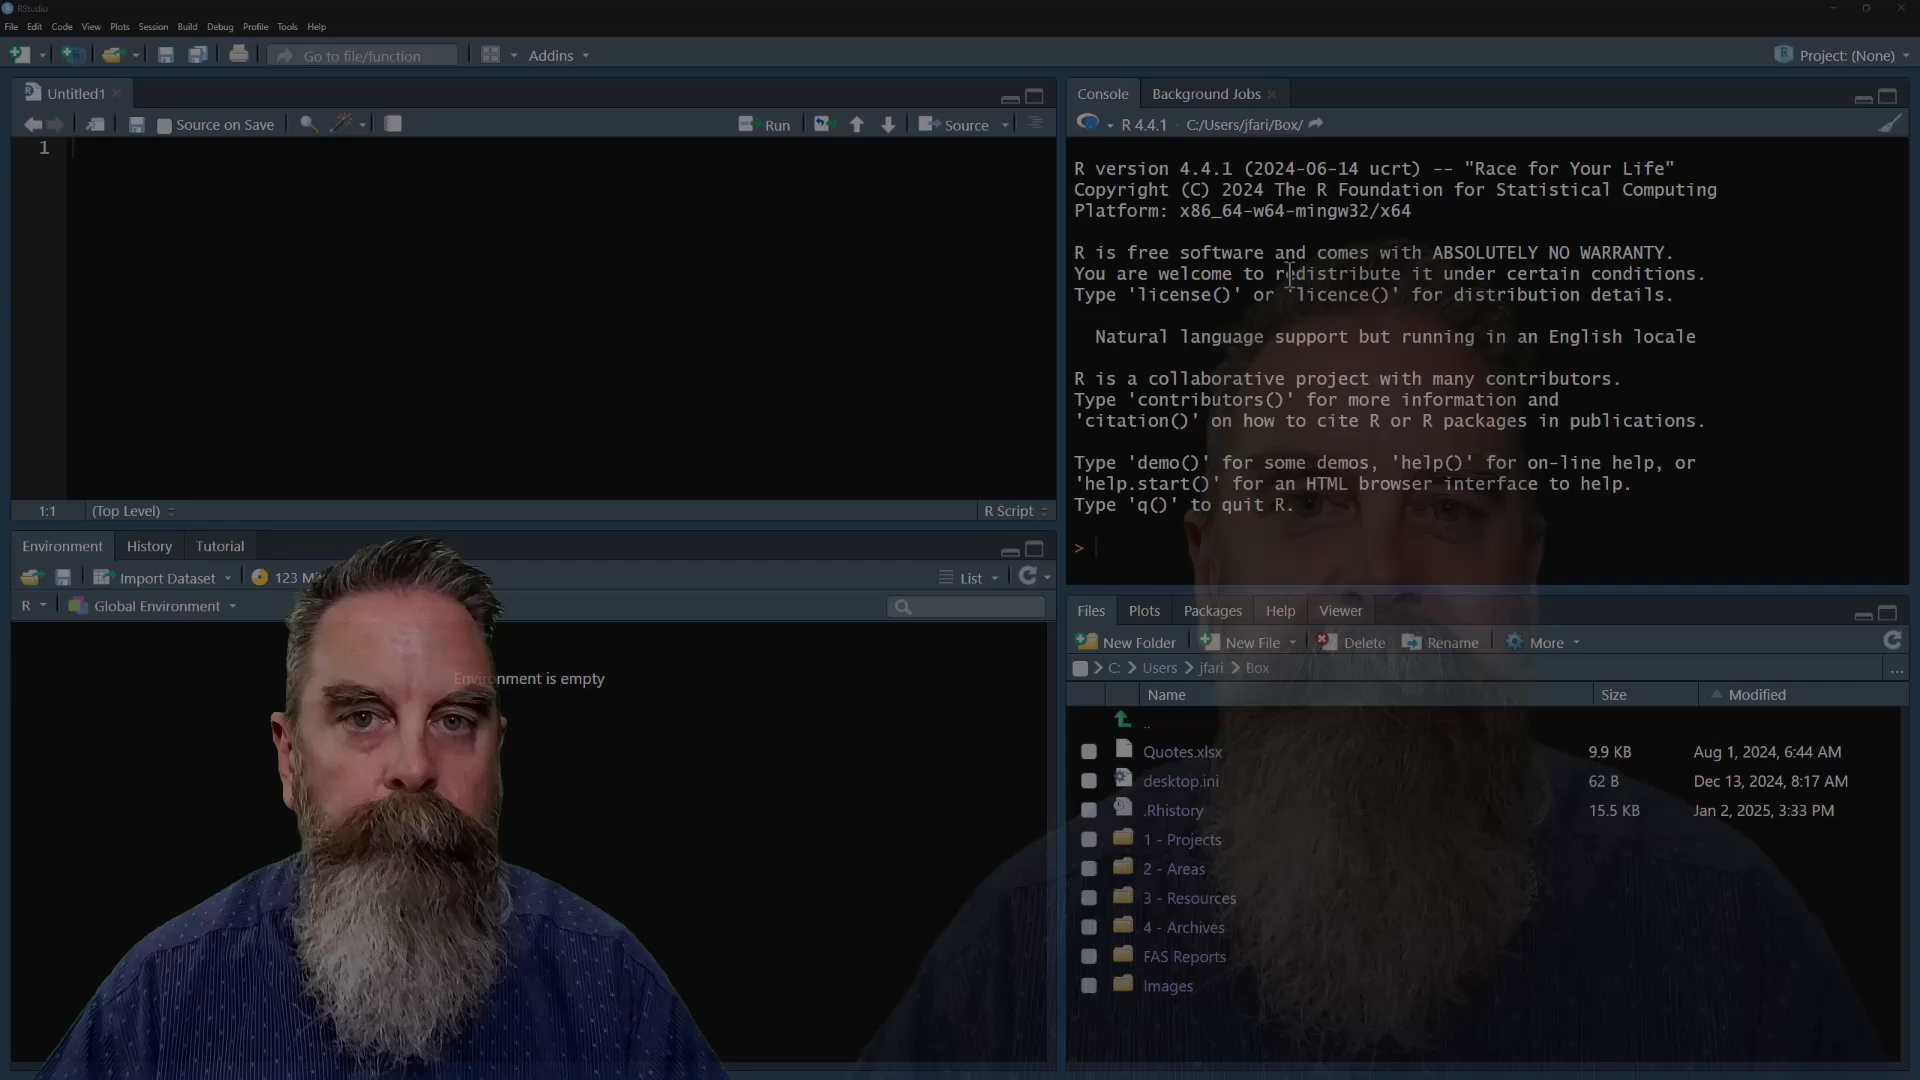 RStudio
File Edit Code View Plots Session Build Debug Profile Tools Help
Go to file/function Addins Project: (None)
Untitled1
Source on Save Run Source
1
1:1 (Top Level) R Script
Console Background Jobs
R 4.4.1 · C:/Users/jfari/Box/
R version 4.4.1 (2024-06-14 ucrt) -- "Race for Your Life"
Copyright (C) 2024 The R Foundation for Statistical Computing
Platform: x86_64-w64-mingw32/x64
R is free software and comes with ABSOLUTELY NO WARRANTY.
You are welcome to redistribute it under certain conditions.
Type 'license()' or 'licence()' for distribution details.
Natural language support but running in an English locale
R is a collaborative project with many contributors.
Type 'contributors()' for more information and
'citation()' on how to cite R or R packages in publications.
Type 'demo()' for some demos, 'help()' for on-line help, or
'help.start()' for an HTML browser interface to help.
Type 'q()' to quit R.
>
Environment History Tutorial
Import Dataset 123 List
R Global Environment
Environment is empty
Files Plots Packages Help Viewer
New Folder New File Delete Rename More
C: > Users > jfari > Box ...
Name Size Modified
..
Quotes.xlsx 9.9 KB Aug 1, 2024, 6:44 AM
desktop.ini 62 B Dec 13, 2024, 8:17 AM
.Rhistory 15.5 KB Jan 2, 2025, 3:33 PM
1 - Projects
2 - Areas
3 - Resources
4 - Archives
FAS Reports
Images